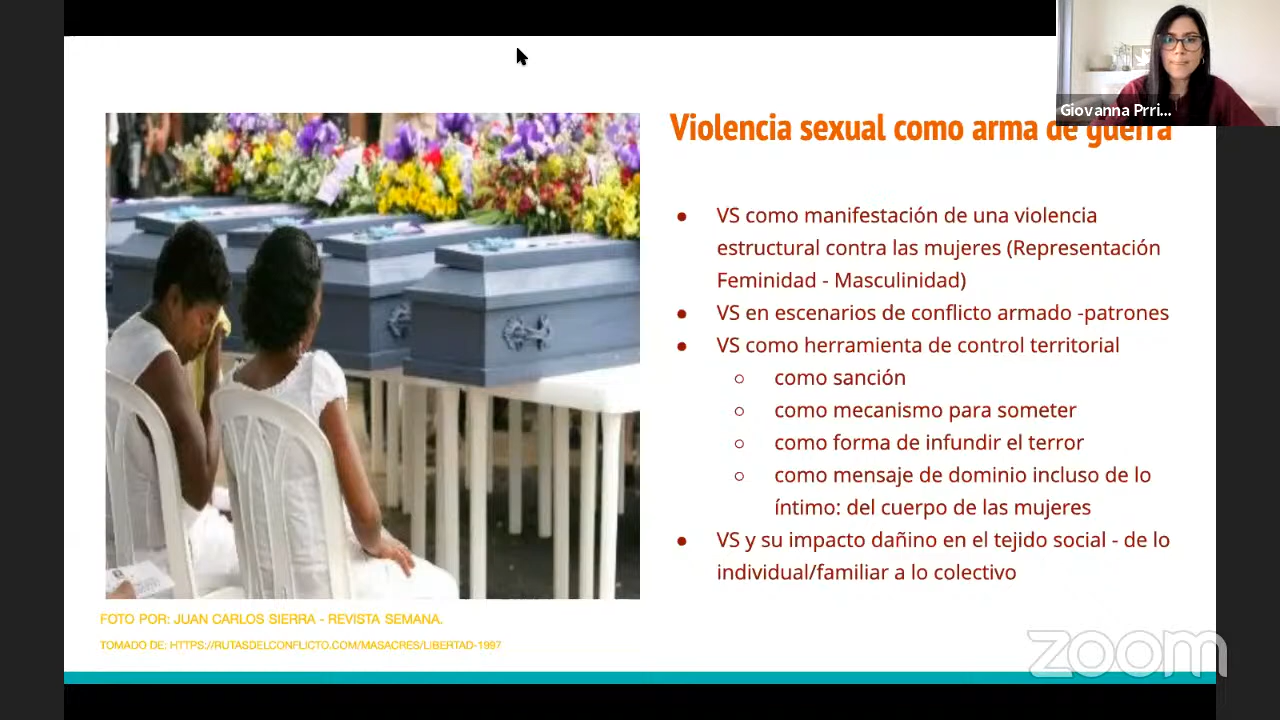 Giovanna Prri...
Violencia sexual como arma de guerra
● VS como manifestación de una violencia
estructural contra las mujeres (Representación
Feminidad - Masculinidad)
● VS en escenarios de conflicto armado -patrones
● VS como herramienta de control territorial
○ como sanción
○ como mecanismo para someter
○ como forma de infundir el terror
○ como mensaje de dominio incluso de lo
íntimo: del cuerpo de las mujeres
● VS y su impacto dañino en el tejido social - de lo
individual/familiar a lo colectivo
FOTO POR: JUAN CARLOS SIERRA - REVISTA SEMANA.
TOMADO DE: HTTPS://RUTASDELCONFLICTO.COM/MASACRES/LIBERTAD-1997
zoom